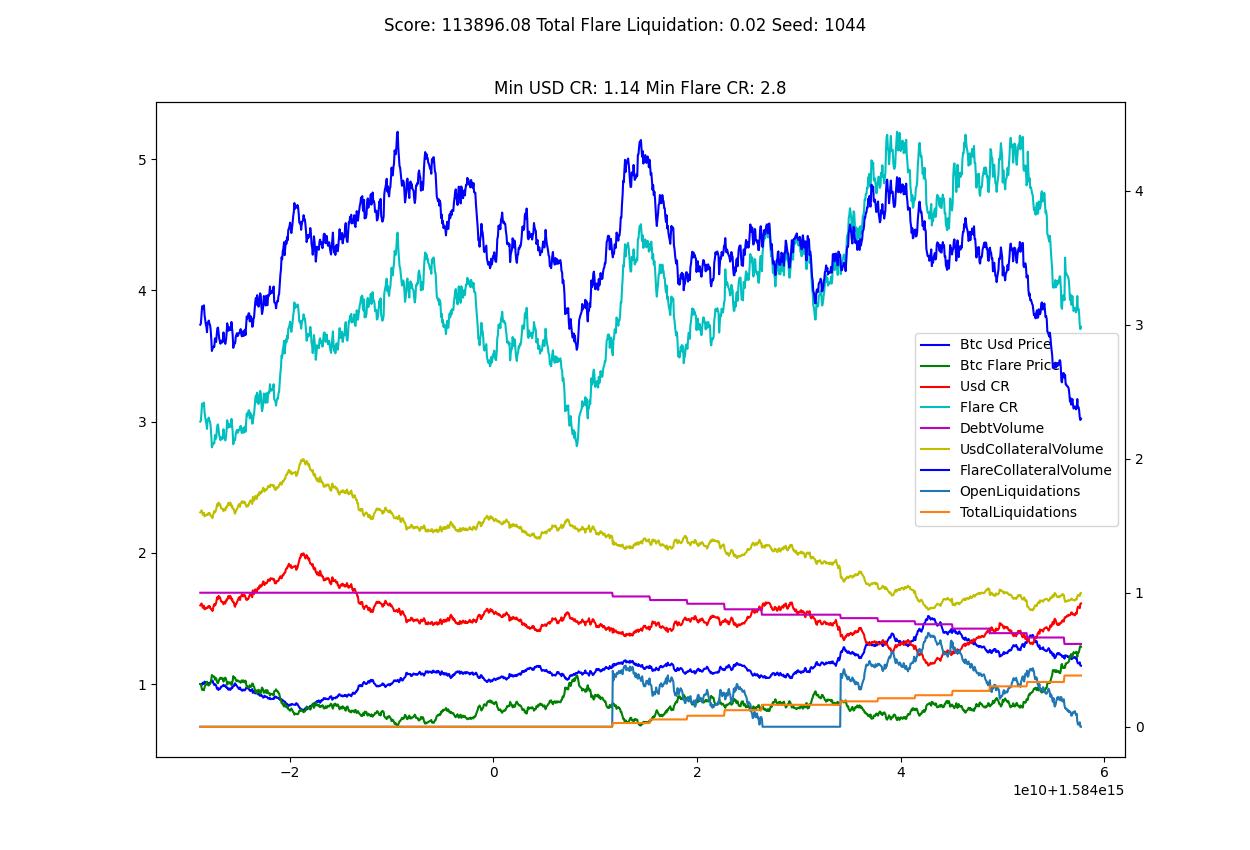 Score: 113896.08 Total Flare Liquidation: 0.02 Seed: 1044
Min USD CR: 1.14 Min Flare CR: 2.8
5
4
3
2
1
4
3
2
1
0
Btc Usd Price
Btc Flare Price
Usd CR
Flare CR
DebtVolume
UsdCollateralVolume
FlareCollateralVolume
OpenLiquidations
TotalLiquidations
−2 0 2 4 6
1e10+1.584e15